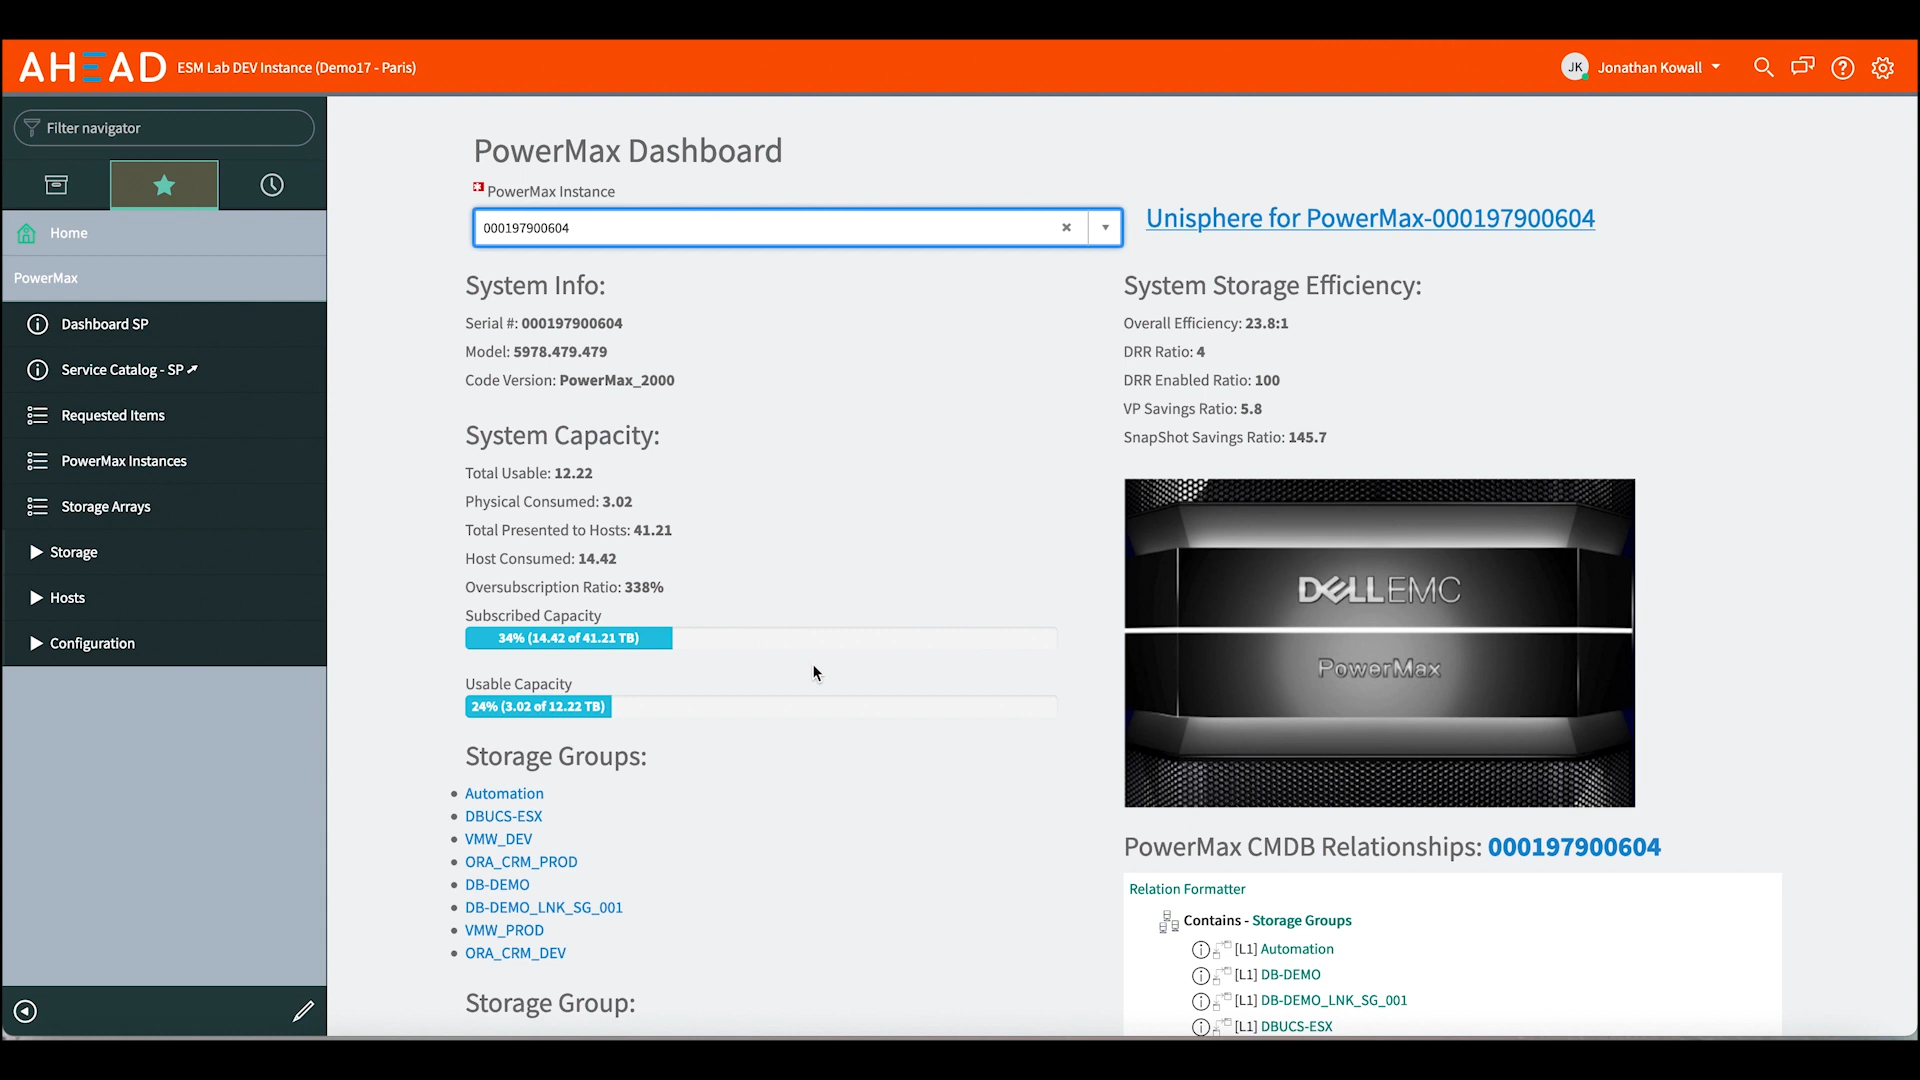 AHEAD ESM Lab DEV Instance (Demo17 - Paris)
JK Jonathan Kowall
Filter navigator
Home
PowerMax
Dashboard SP
Service Catalog - SP ➚
Requested Items
PowerMax Instances
Storage Arrays
Storage
Hosts
Configuration
PowerMax Dashboard
PowerMax Instance
000197900604
Unisphere for PowerMax-000197900604
System Info:
Serial #: 000197900604
Model: 5978.479.479
Code Version: PowerMax_2000
System Capacity:
Total Usable: 12.22
Physical Consumed: 3.02
Total Presented to Hosts: 41.21
Host Consumed: 14.42
Oversubscription Ratio: 338%
Subscribed Capacity
34% (14.42 of 41.21 TB)
Usable Capacity
24% (3.02 of 12.22 TB)
Storage Groups:
Automation
DBUCS-ESX
VMW_DEV
ORA_CRM_PROD
DB-DEMO
DB-DEMO_LNK_SG_001
VMW_PROD
ORA_CRM_DEV
Storage Group:
System Storage Efficiency:
Overall Efficiency: 23.8:1
DRR Ratio: 4
DRR Enabled Ratio: 100
VP Savings Ratio: 5.8
SnapShot Savings Ratio: 145.7
DELLEMC
PowerMax
PowerMax CMDB Relationships: 000197900604
Relation Formatter
Contains - Storage Groups
[L1] Automation
[L1] DB-DEMO
[L1] DB-DEMO_LNK_SG_001
[L1] DBUCS-ESX